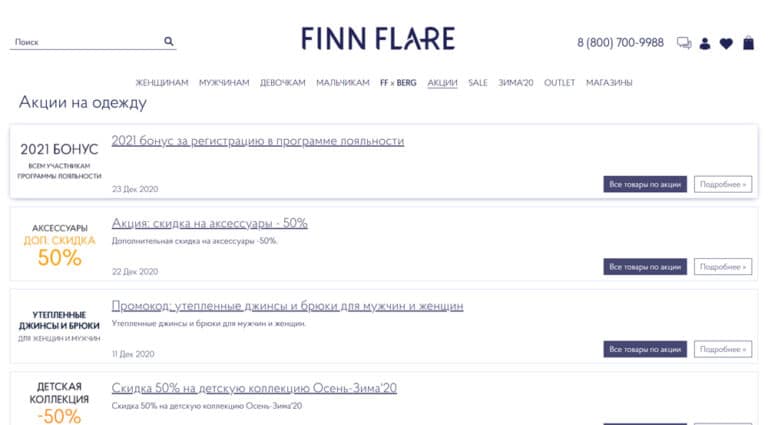 Поиск
FINN FLARE
8 (800) 700-9988
ЖЕНЩИНАМ МУЖЧИНАМ ДЕВОЧКАМ МАЛЬЧИКАМ FF x BERG АКЦИИ SALE ЗИМА'20 OUTLET МАГАЗИНЫ
Акции на одежду
2021 БОНУС
ВСЕМ УЧАСТНИКАМ
ПРОГРАММЫ ЛОЯЛЬНОСТИ
2021 бонус за регистрацию в программе лояльности
23 Дек 2020
Все товары по акции
Подробнее »
АКСЕССУАРЫ
ДОП. СКИДКА
50%
Акция: скидка на аксессуары - 50%
Дополнительная скидка на аксессуары -50%.
22 Дек 2020
Все товары по акции
Подробнее »
УТЕПЛЕННЫЕ
ДЖИНСЫ И БРЮКИ
ДЛЯ ЖЕНЩИН И МУЖЧИН
Промокод: утепленные джинсы и брюки для мужчин и женщин
Утепленные джинсы и брюки для мужчин и женщин.
11 Дек 2020
Все товары по акции
Подробнее »
ДЕТСКАЯ
КОЛЛЕКЦИЯ
-50%
Скидка 50% на детскую коллекцию Осень-Зима'20
Скидка 50% на детскую коллекцию Осень-Зима'20